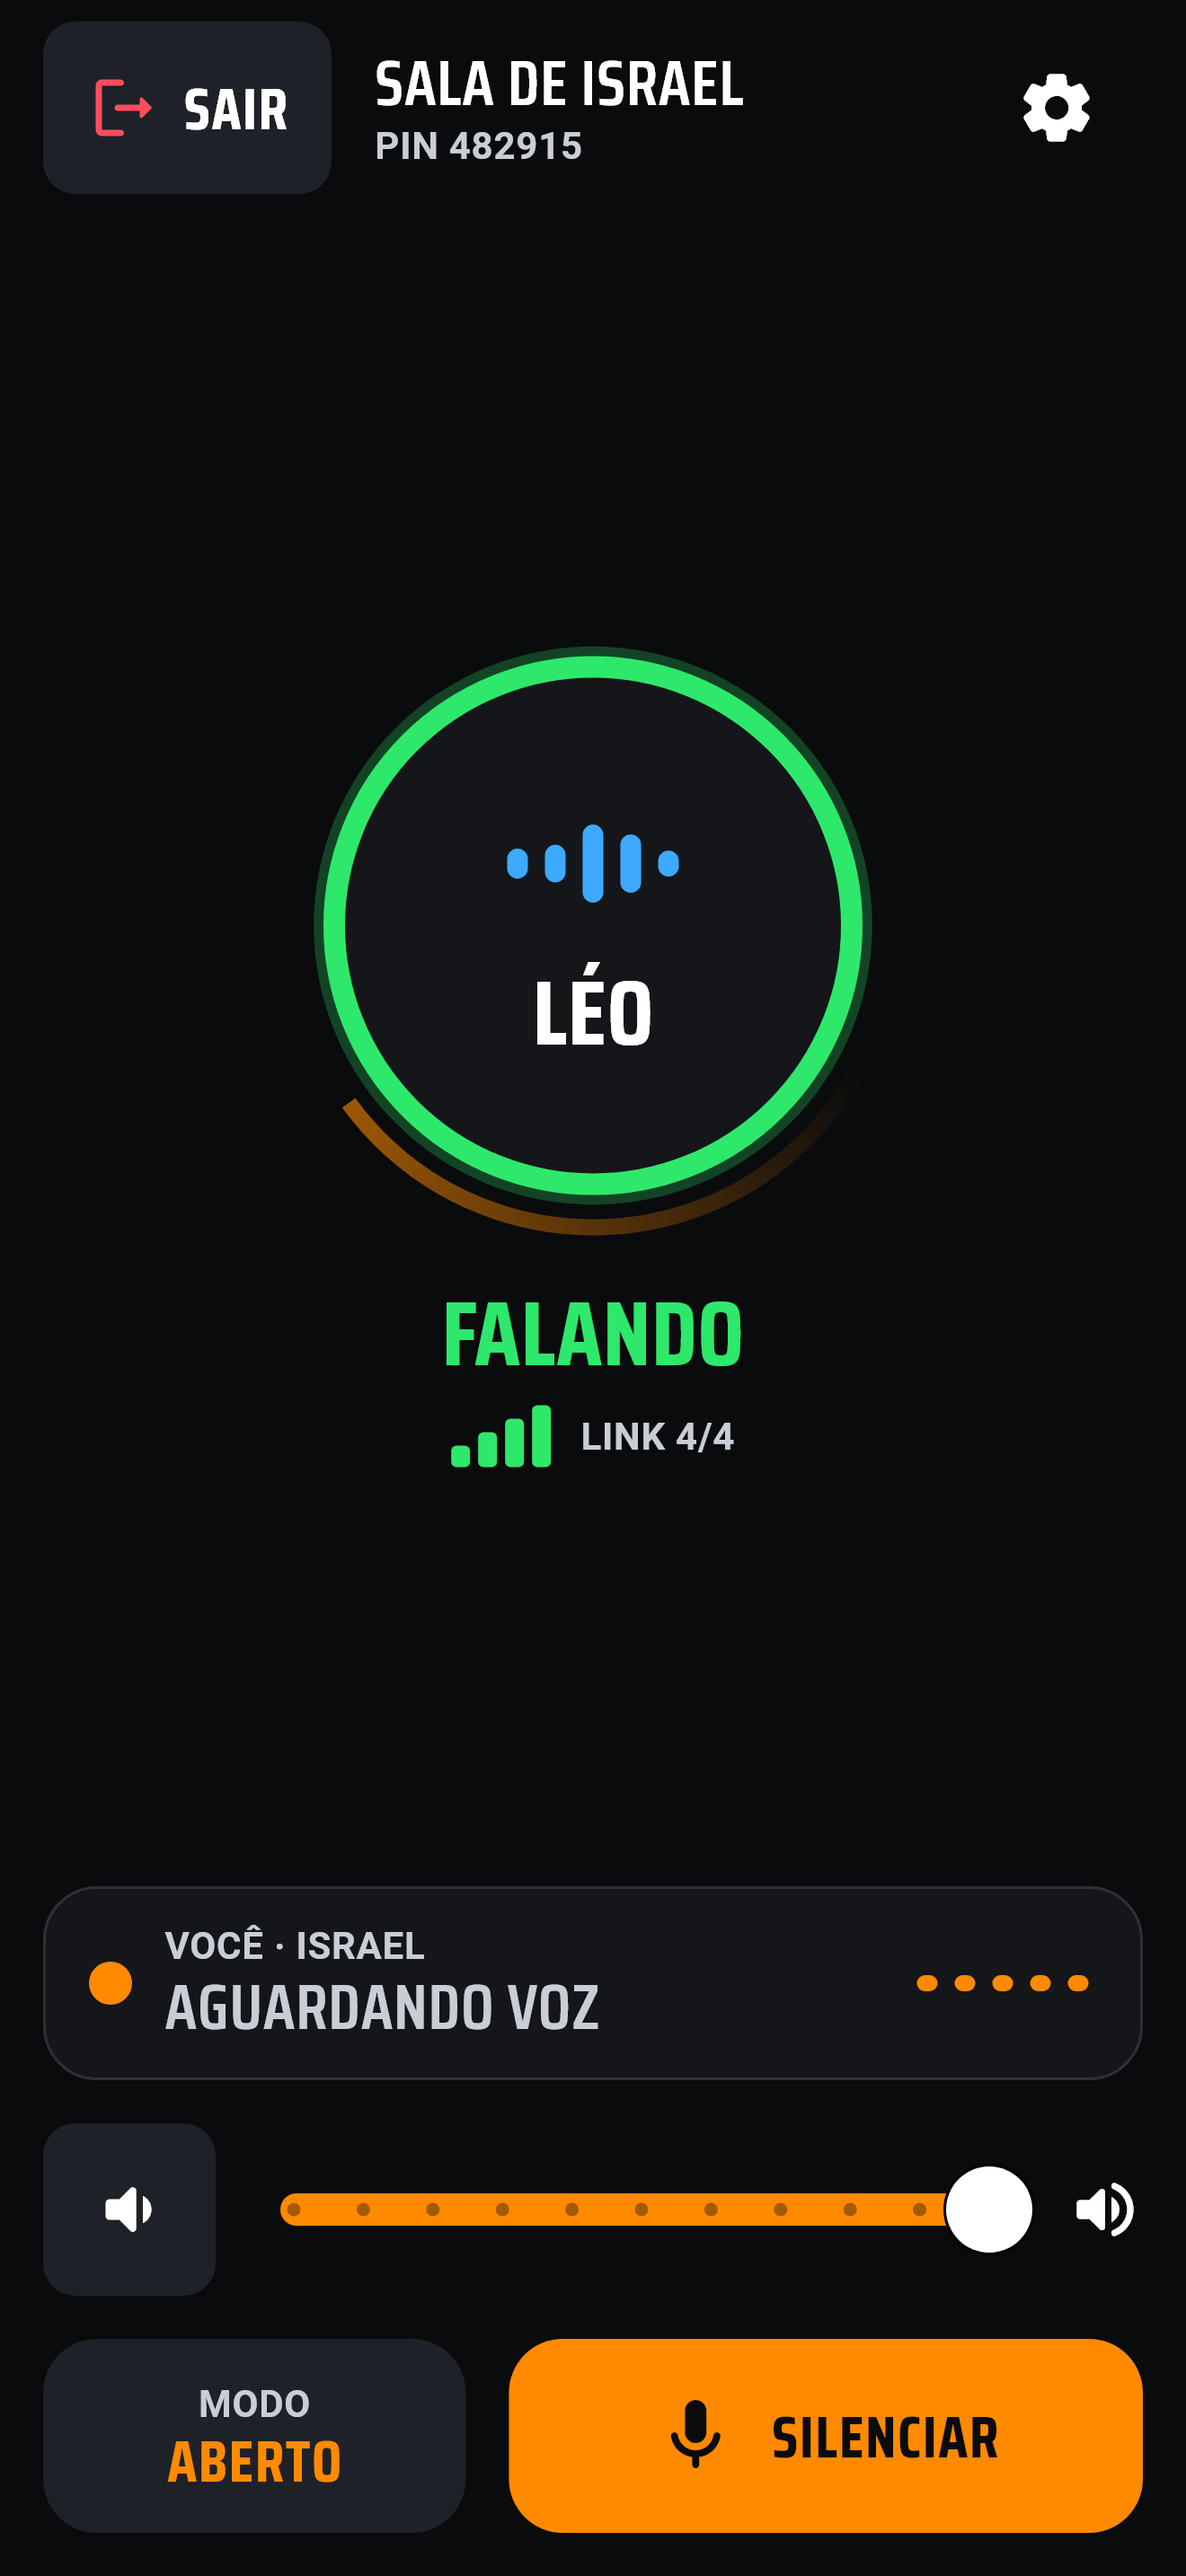 SAIR
SALA DE ISRAEL
PIN 482915
LÉO
FALANDO
LINK 4/4
VOCÊ · ISRAEL
AGUARDANDO VOZ
MODO
ABERTO
SILENCIAR